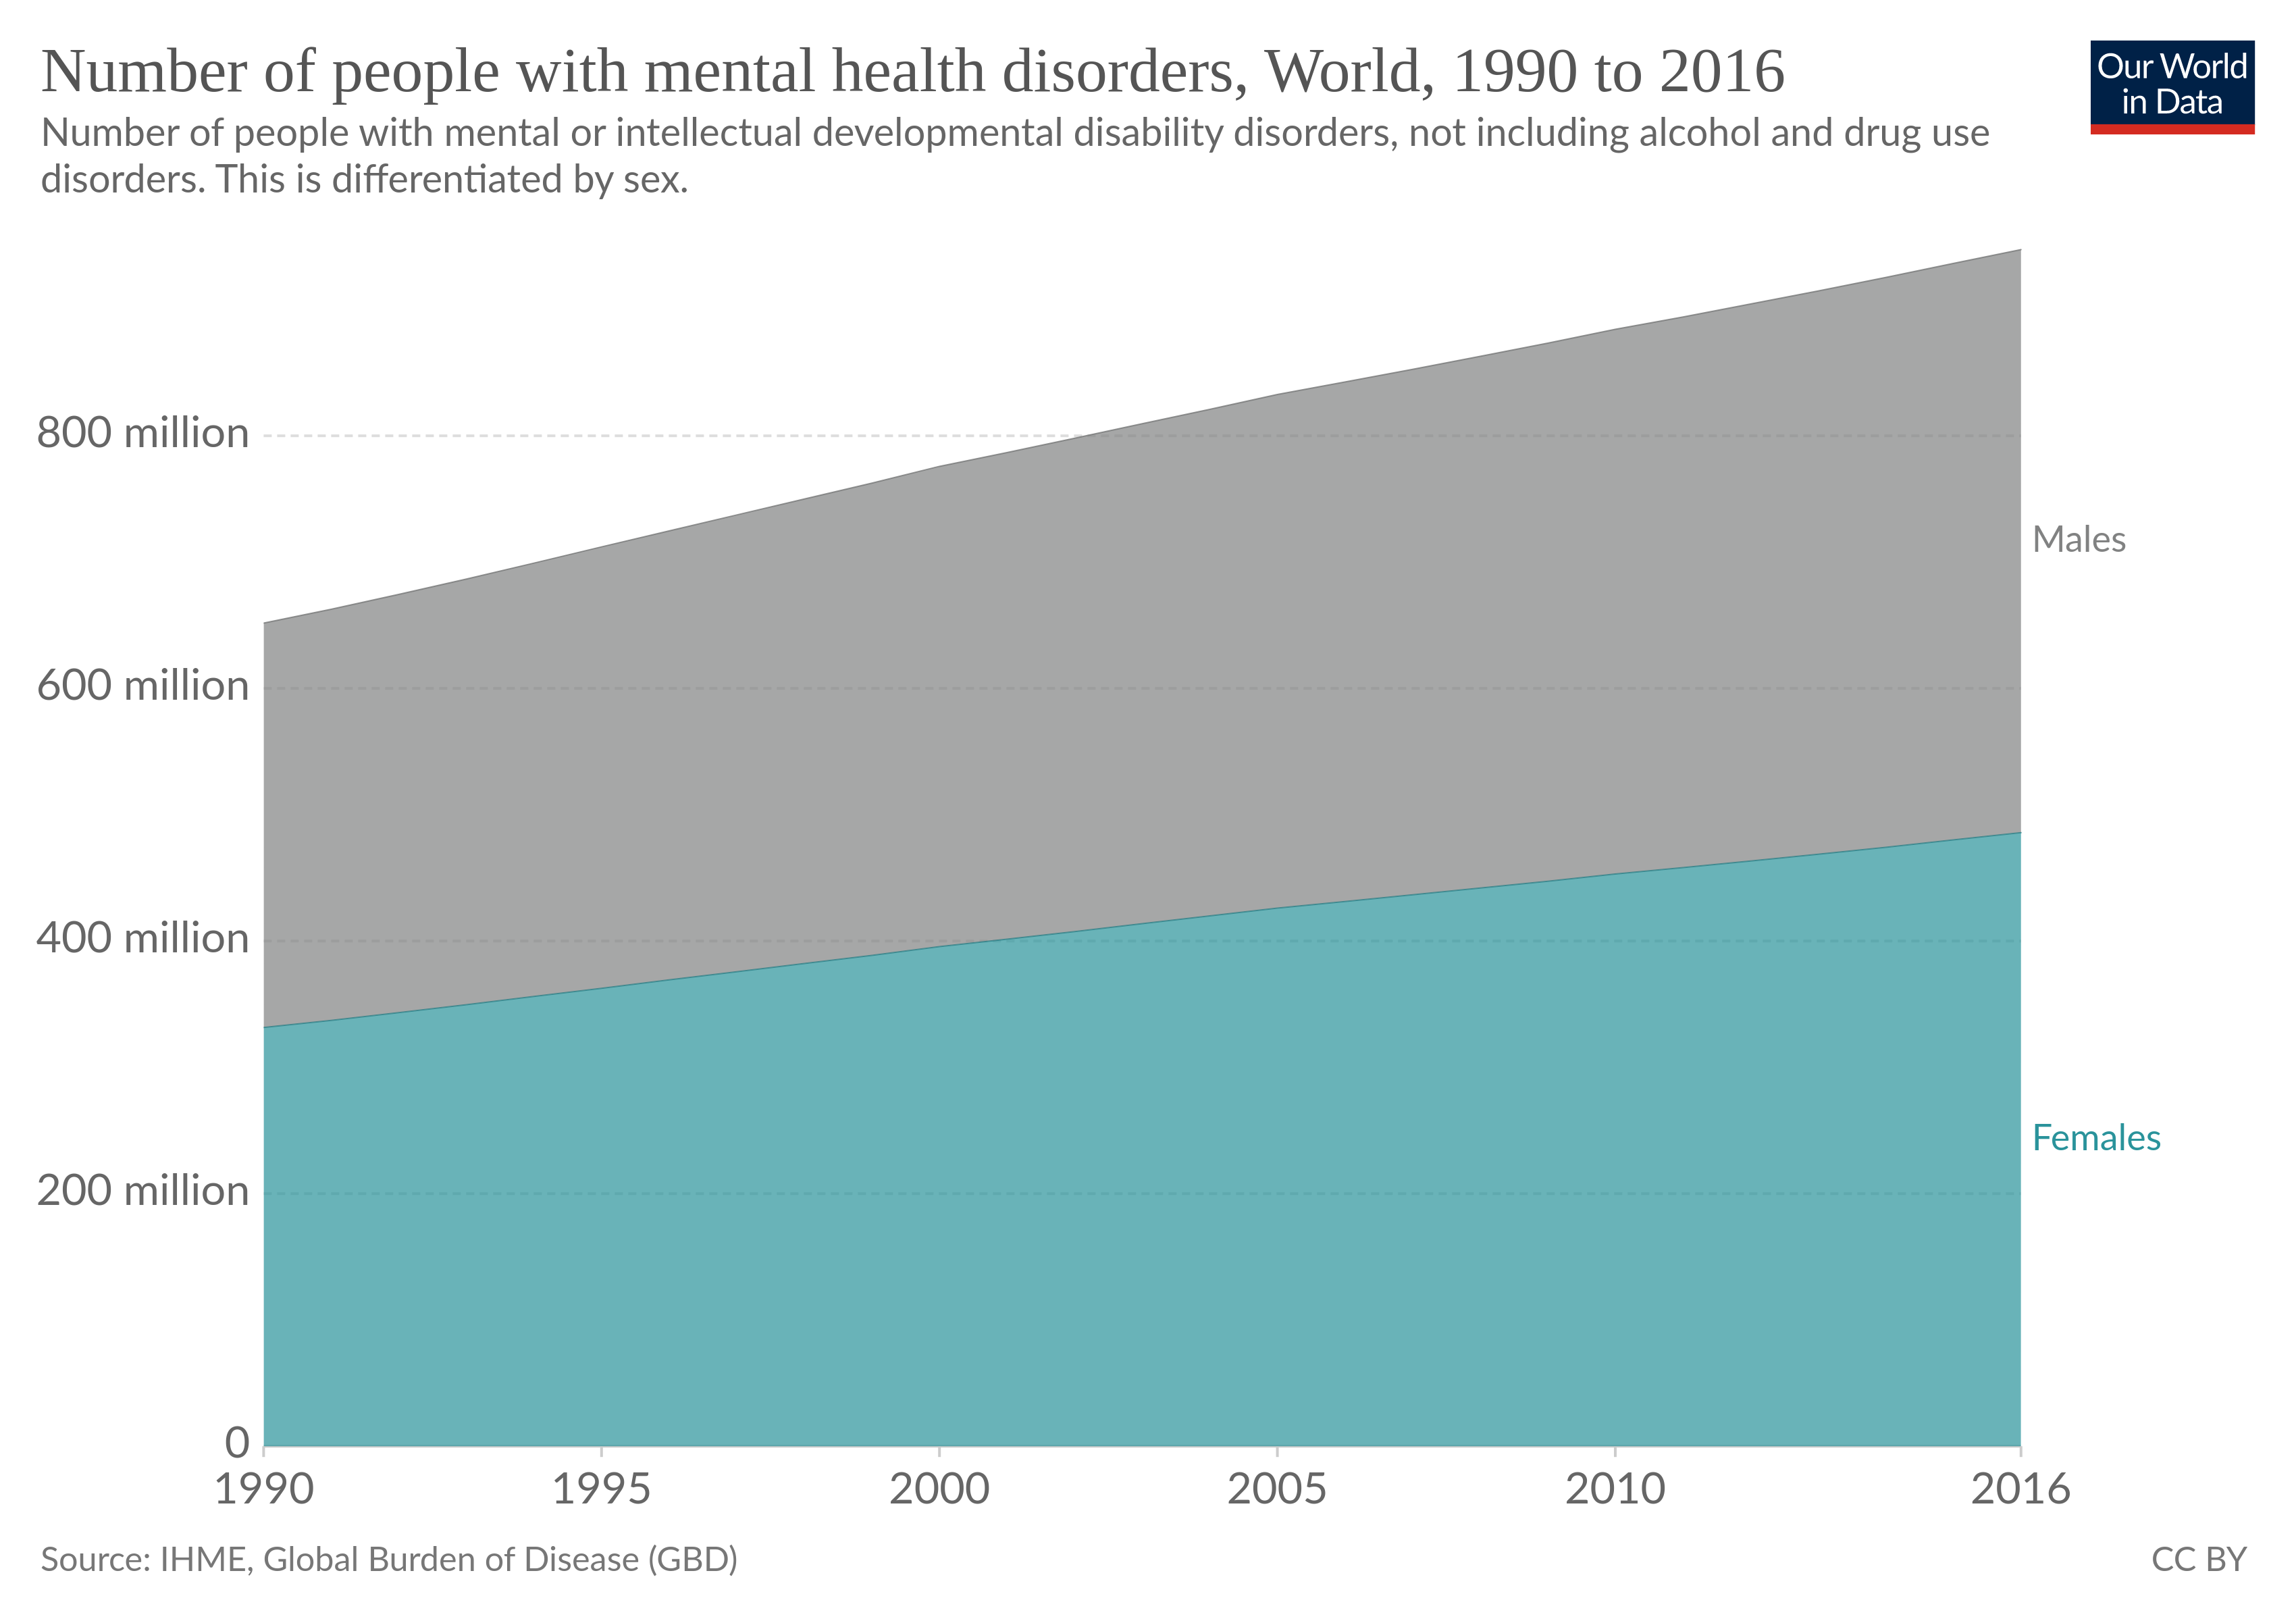 Number of people with mental health disorders, World, 1990 to 2016
Our World
in Data
Number of people with mental or intellectual developmental disability disorders, not including alcohol and drug use
disorders. This is differentiated by sex.
800 million
600 million
400 million
200 million
0
Males
Females
1990 1995 2000 2005 2010 2016
Source: IHME, Global Burden of Disease (GBD)
CC BY